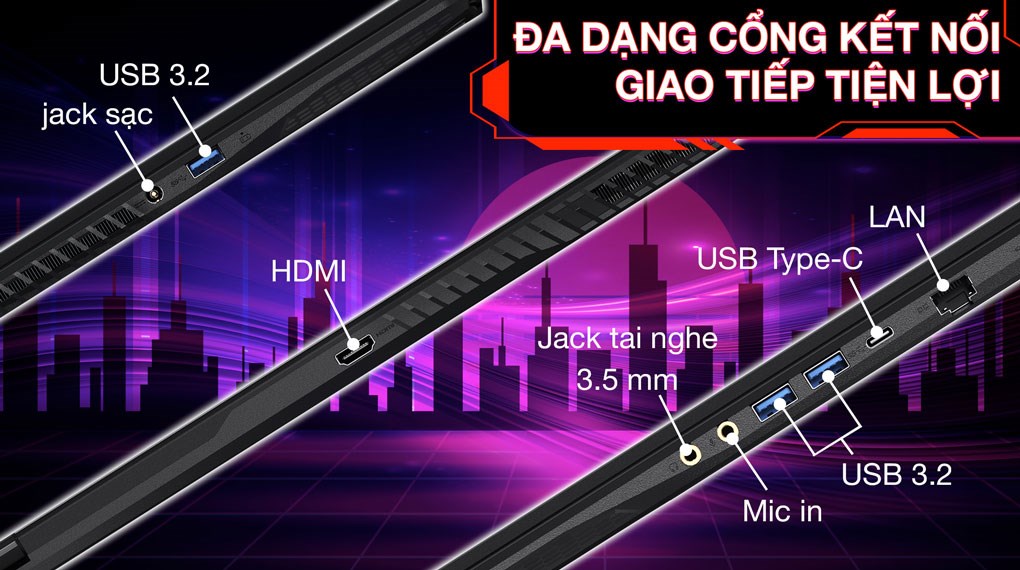 ĐA DẠNG CỔNG KẾT NỐI
GIAO TIẾP TIỆN LỢI
USB 3.2
jack sạc
HDMI
LAN
USB Type-C
Jack tai nghe
3.5 mm
USB 3.2
Mic in